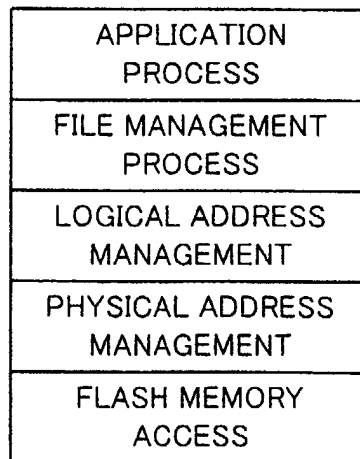 APPLICATION
PROCESS
FILE MANAGEMENT
PROCESS
LOGICAL ADDRESS
MANAGEMENT
PHYSICAL ADDRESS
MANAGEMENT
FLASH MEMORY
ACCESS